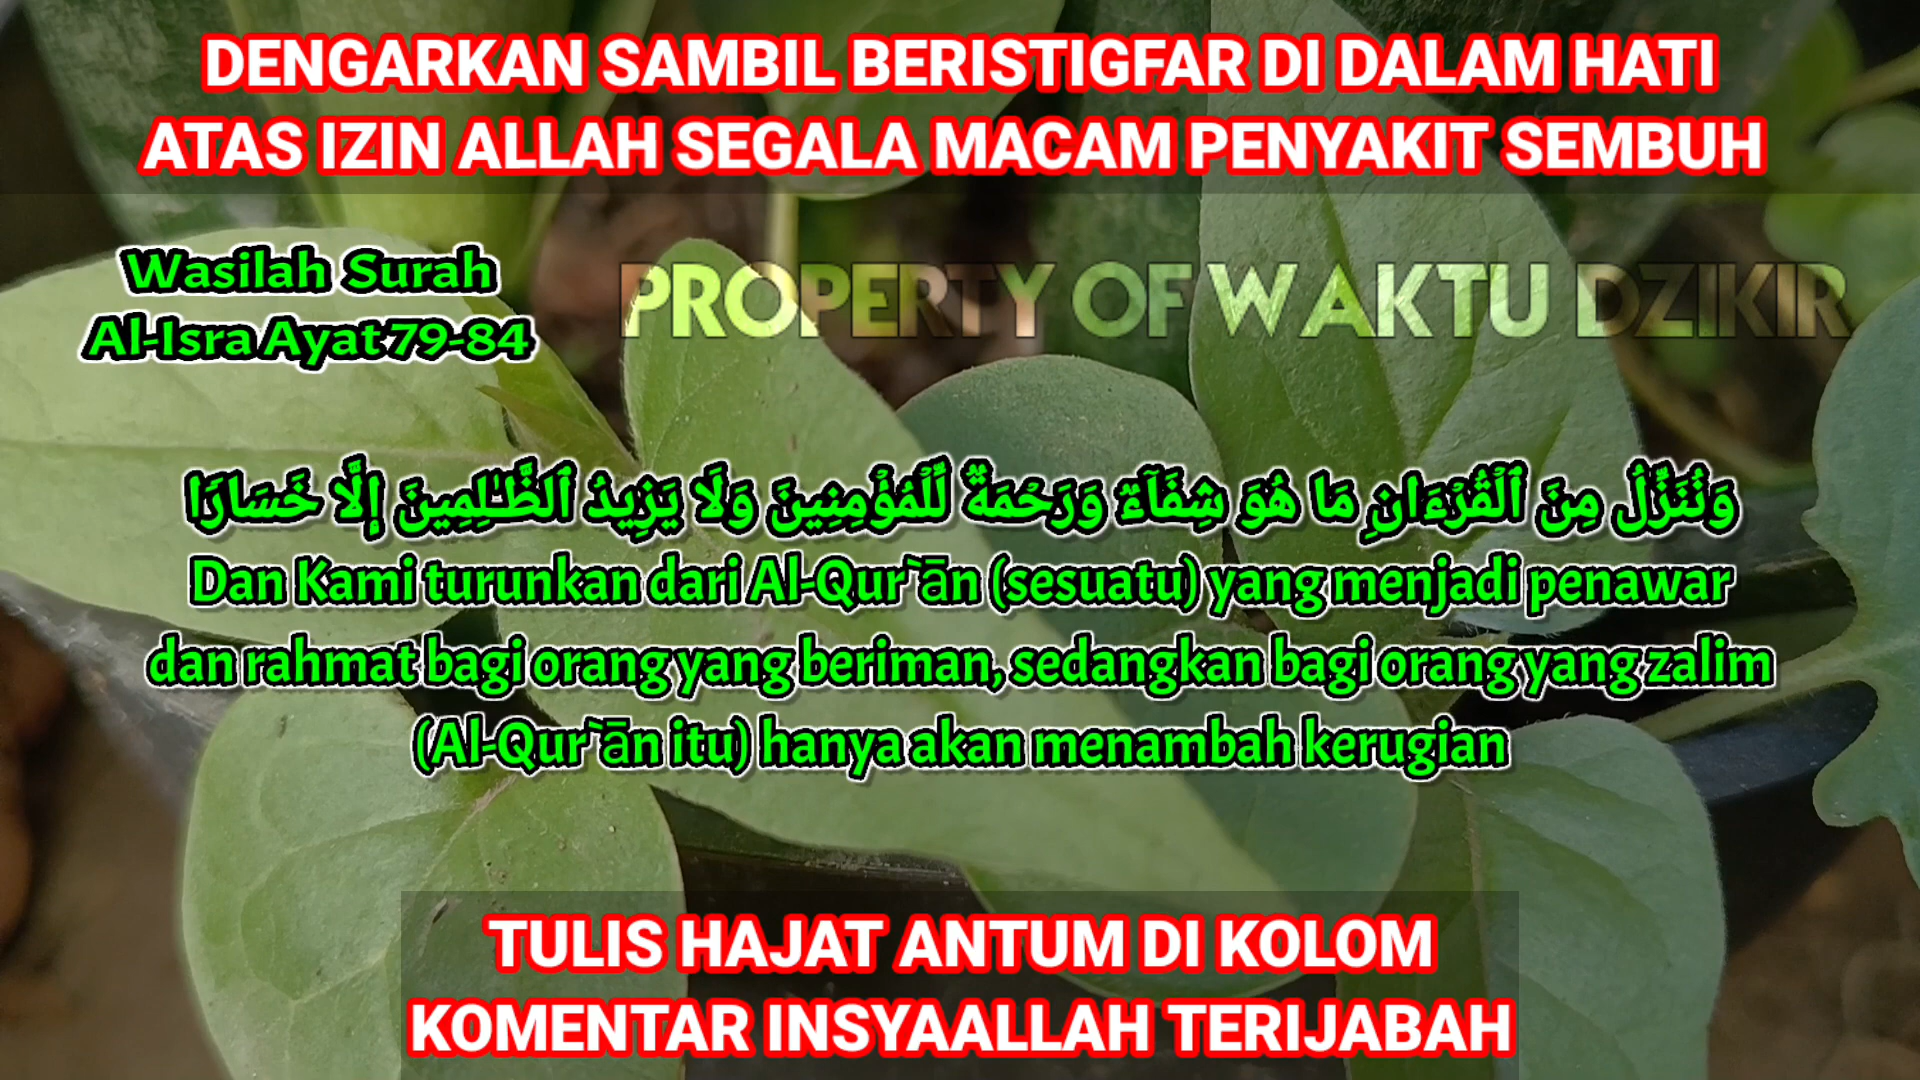 DENGARKAN SAMBIL BERISTIGFAR DI DALAM HATI
ATAS IZIN ALLAH SEGALA MACAM PENYAKIT SEMBUH
Wasilah Surah
Al-Isra Ayat 79-84
PROPERTY OF WAKTU DZIKIR
وَنُنَزِّلُ مِنَ ٱلْقُرْءَانِ مَا هُوَ شِفَآءٌ وَرَحْمَةٌ لِّلْمُؤْمِنِينَ وَلَا يَزِيدُ ٱلظَّـٰلِمِينَ إِلَّا خَسَارًا
Dan Kami turunkan dari Al-Qur`ān (sesuatu) yang menjadi penawar
dan rahmat bagi orang yang beriman, sedangkan bagi orang yang zalim
(Al-Qur`ān itu) hanya akan menambah kerugian
TULIS HAJAT ANTUM DI KOLOM
KOMENTAR INSYAALLAH TERIJABAH